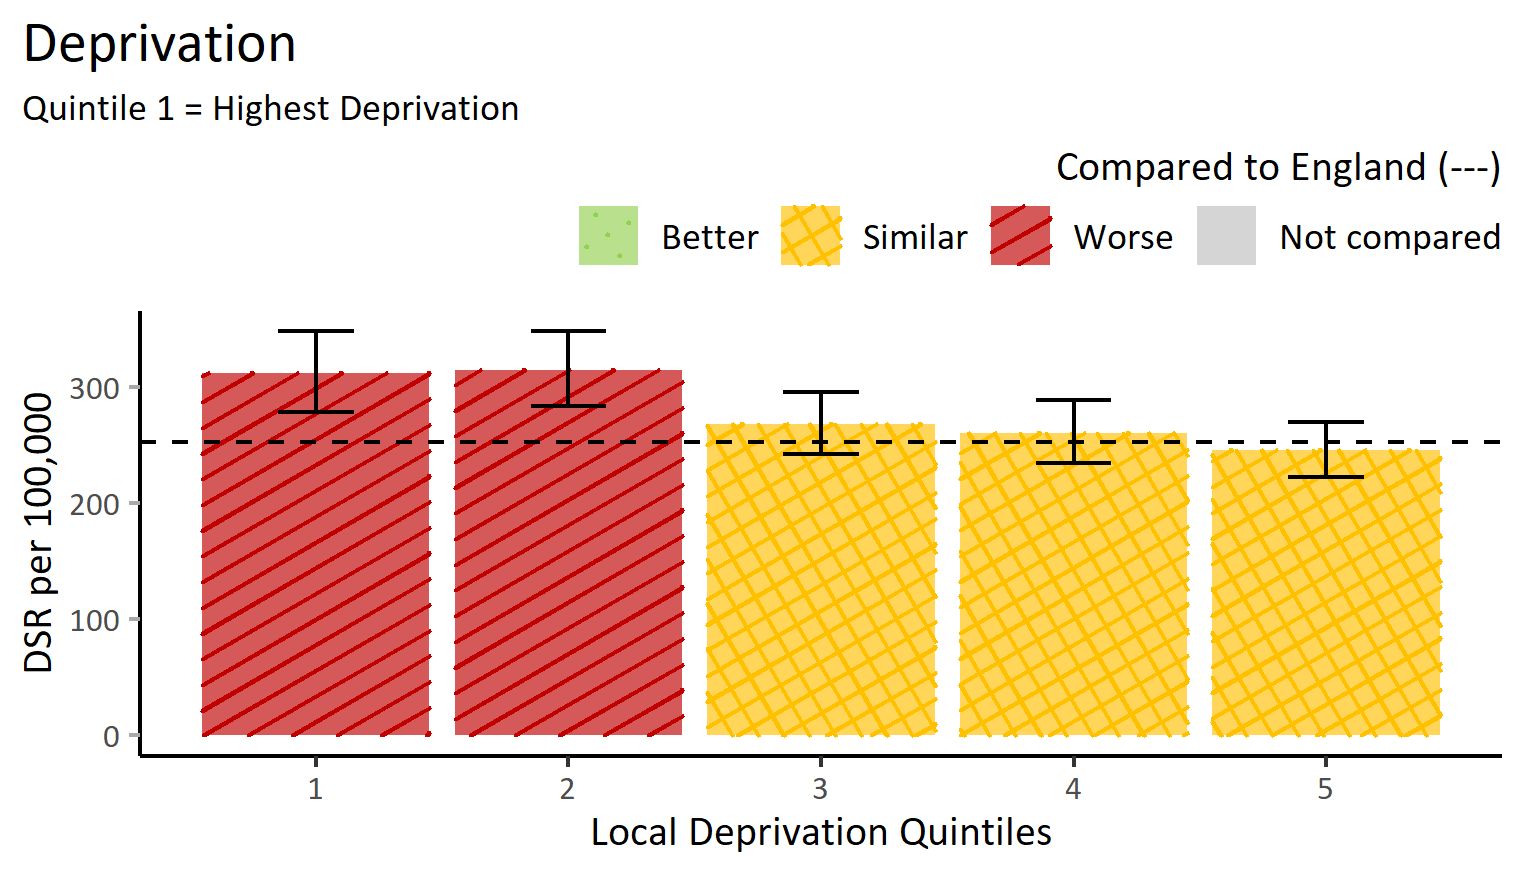 Deprivation
Quintile 1 = Highest Deprivation
Compared to England (---)
Better Similar Worse Not compared
DSR per 100,000
300
200
100
0
1 2 3 4 5
Local Deprivation Quintiles